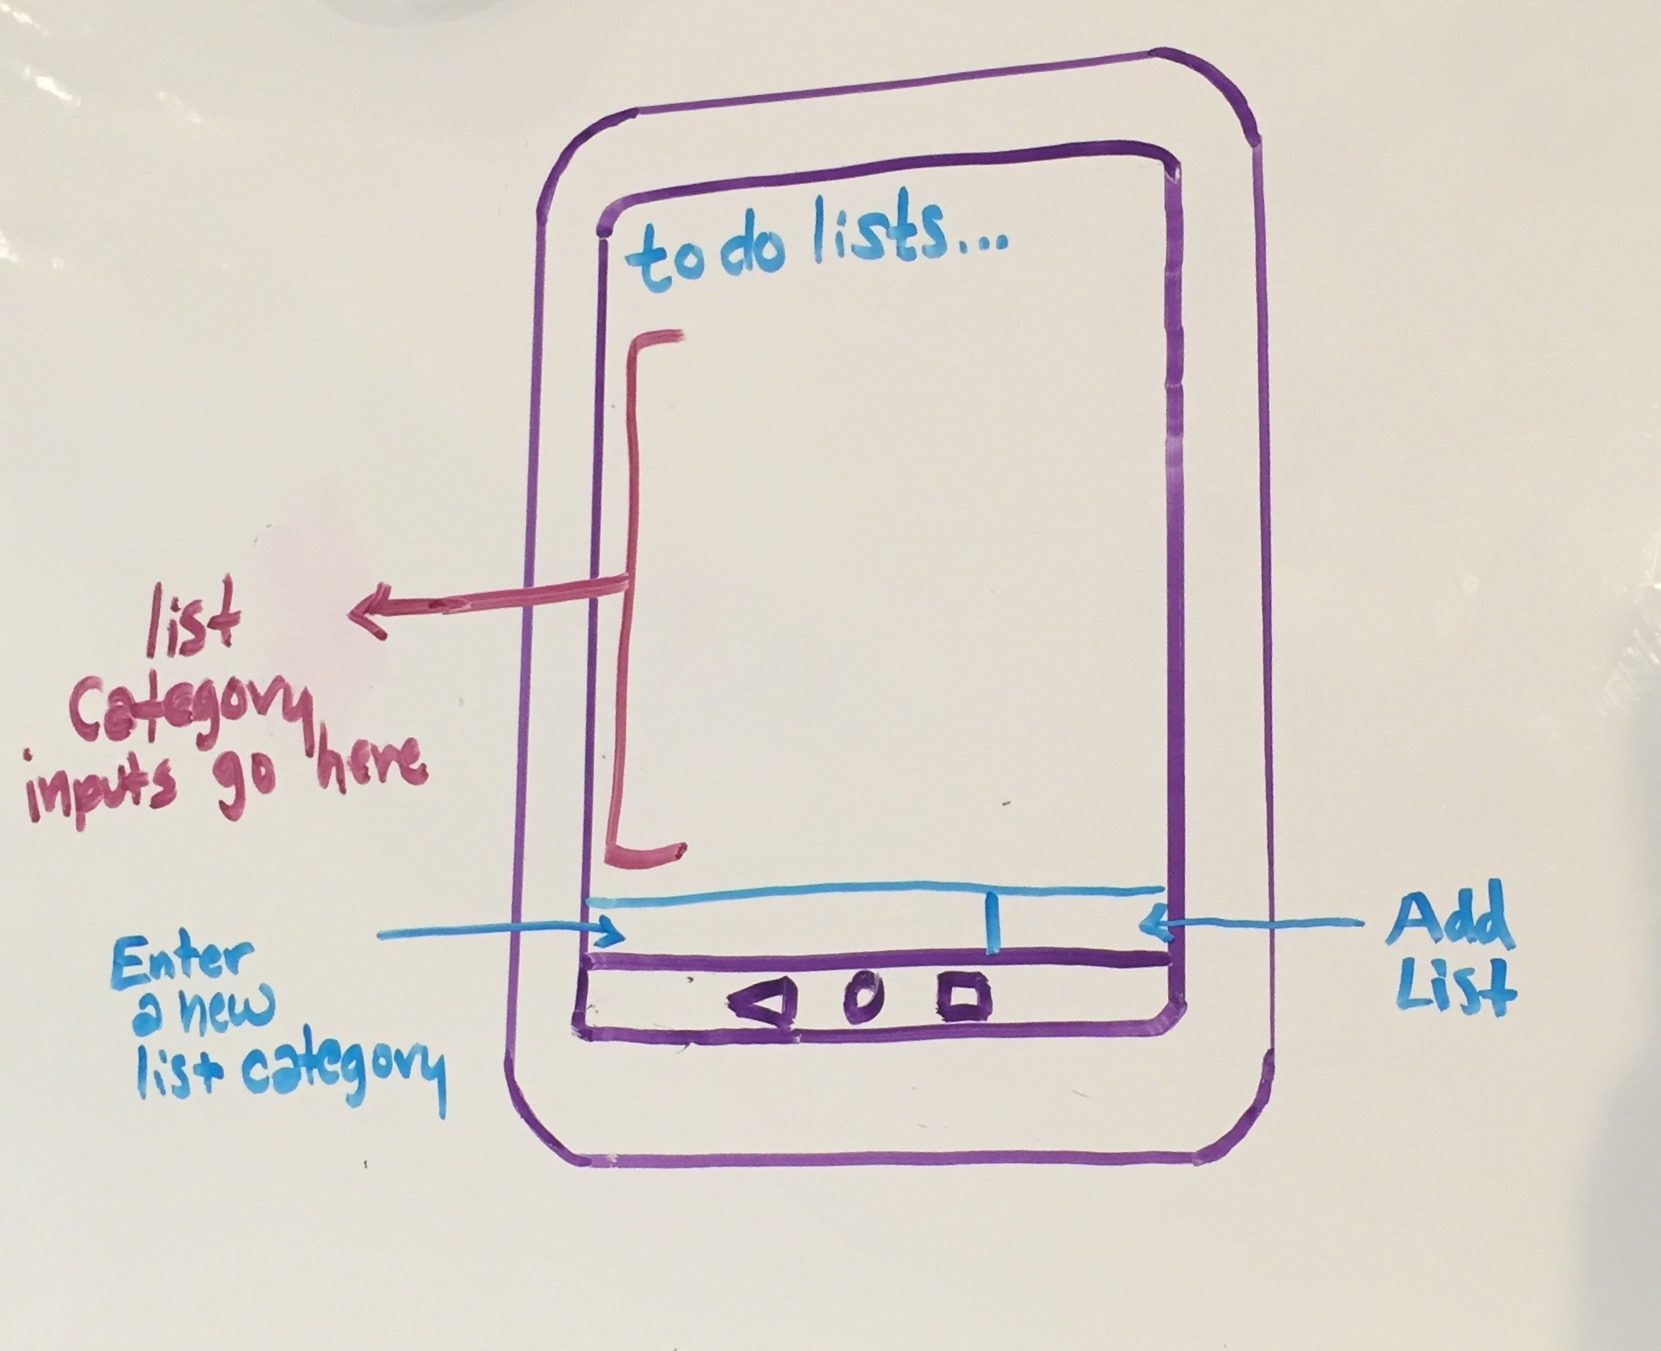 to do lists...
list
Category
inputs go here
Enter
a new
list category
Add
List